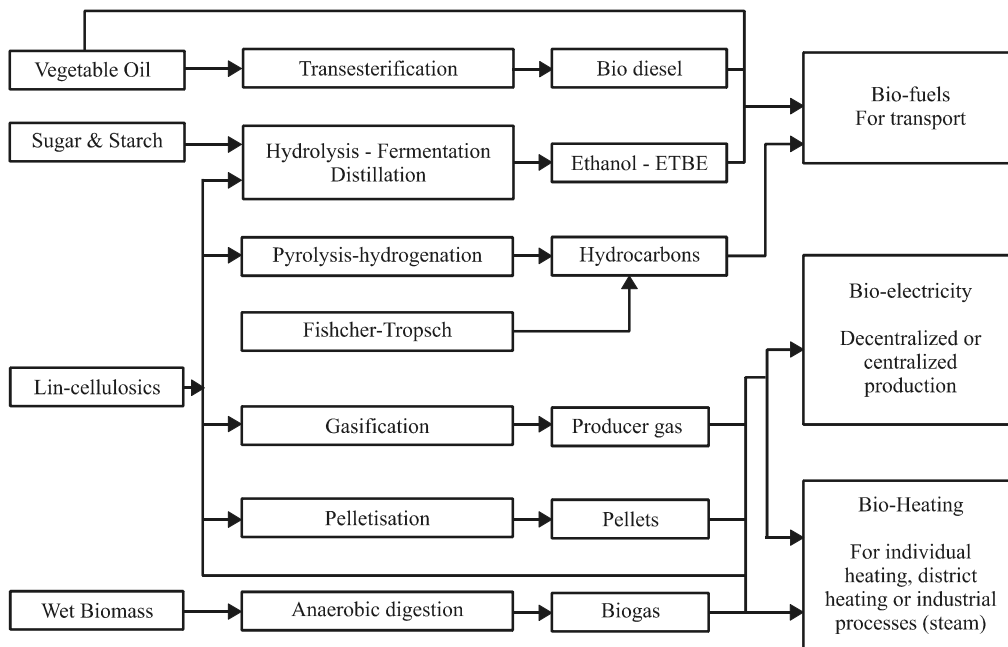 Vegetable Oil
Transesterification
Bio diesel
Bio-fuels
For transport
Sugar & Starch
Hydrolysis - Fermentation
Distillation
Ethanol - ETBE
Pyrolysis-hydrogenation
Hydrocarbons
Fishcher-Tropsch
Bio-electricity
Decentralized or
centralized
production
Lin-cellulosics
Gasification
Producer gas
Pelletisation
Pellets
Bio-Heating
For individual
heating, district
heating or industrial
processes (steam)
Wet Biomass
Anaerobic digestion
Biogas